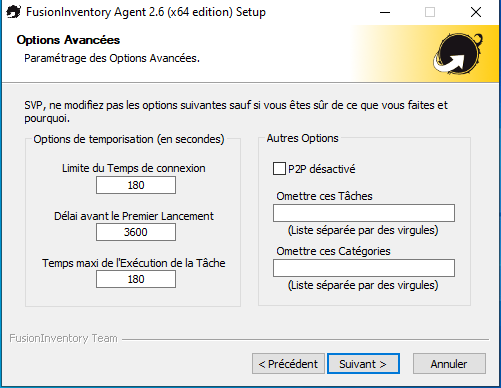 FusionInventory Agent 2.6 (x64 edition) Setup
Options Avancées
Paramétrage des Options Avancées.
SVP, ne modifiez pas les options suivantes sauf si vous êtes sûr de ce que vous faites et
pourquoi.
Options de temporisation (en secondes)
Limite du Temps de connexion
180
Délai avant le Premier Lancement
3600
Temps maxi de l'Exécution de la Tâche
180
Autres Options
P2P désactivé
Omettre ces Tâches
(Liste séparée par des virgules)
Omettre ces Catégories
(Liste séparée par des virgules)
FusionInventory Team
< Précédent
Suivant >
Annuler